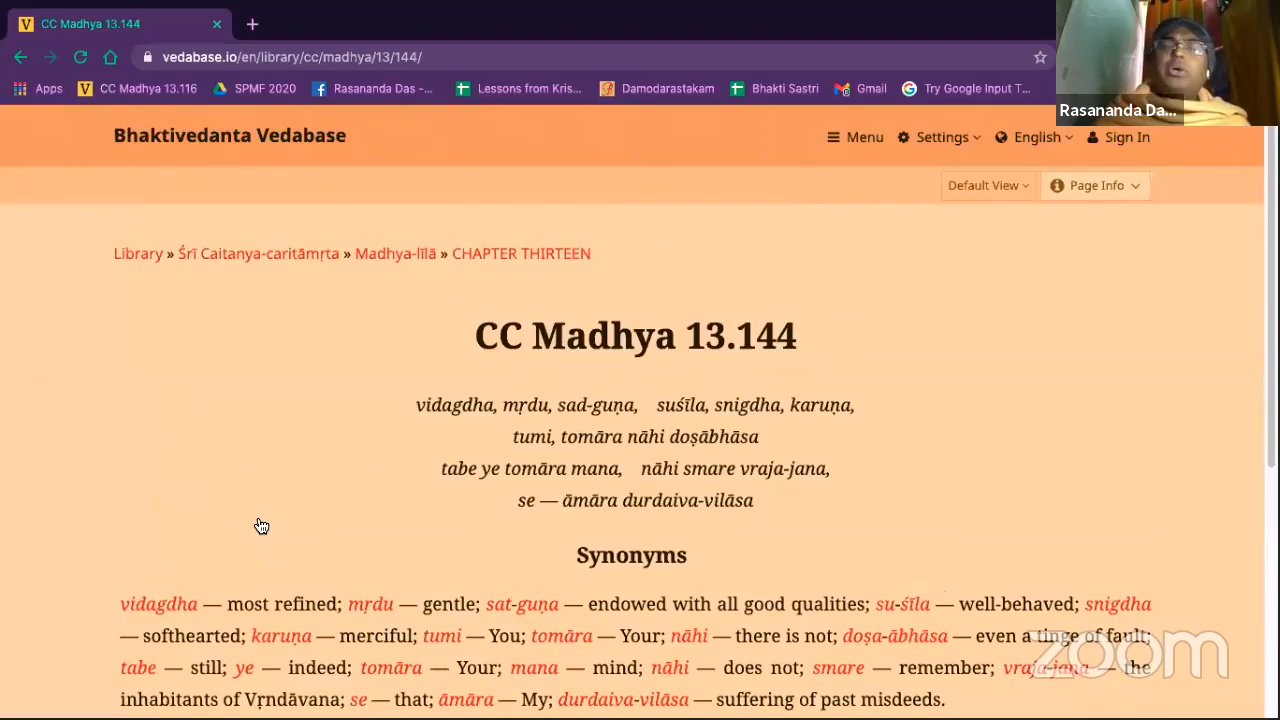 CC Madhya 13.144
vedabase.io/en/library/cc/madhya/13/144/
Apps CC Madhya 13.116 SPMF 2020 Rasananda Das -... Lessons from Kris... Damodarastakam Bhakti Sastri Gmail Try Google Input T...
Rasananda Da...
Bhaktivedanta Vedabase Menu Settings English Sign In
Default View Page Info
Library » Śrī Caitanya-caritāmṛta » Madhya-līlā » CHAPTER THIRTEEN
CC Madhya 13.144
vidagdha, mṛdu, sad-guṇa, suśīla, snigdha, karuṇa,
tumi, tomāra nāhi doṣābhāsa
tabe ye tomāra mana, nāhi smare vraja-jana,
se — āmāra durdaiva-vilāsa
Synonyms
vidagdha — most refined; mṛdu — gentle; sat-guṇa — endowed with all good qualities; su-śīla — well-behaved; snigdha
— softhearted; karuṇa — merciful; tumi — You; tomāra — Your; nāhi — there is not; doṣa-ābhāsa — even a tinge of fault;
tabe — still; ye — indeed; tomāra — Your; mana — mind; nāhi — does not; smare — remember; vraja-jana — the
inhabitants of Vṛndāvana; se — that; āmāra — My; durdaiva-vilāsa — suffering of past misdeeds.
zoom